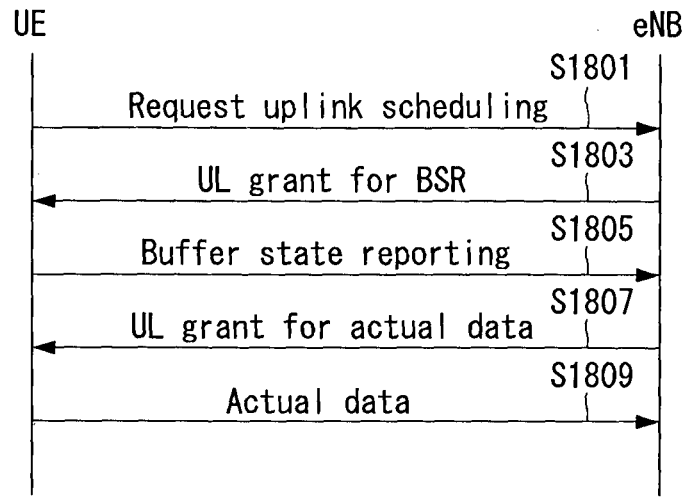 UE
eNB
S1801
Request uplink scheduling
S1803
UL grant for BSR
S1805
Buffer state reporting
S1807
UL grant for actual data
S1809
Actual data